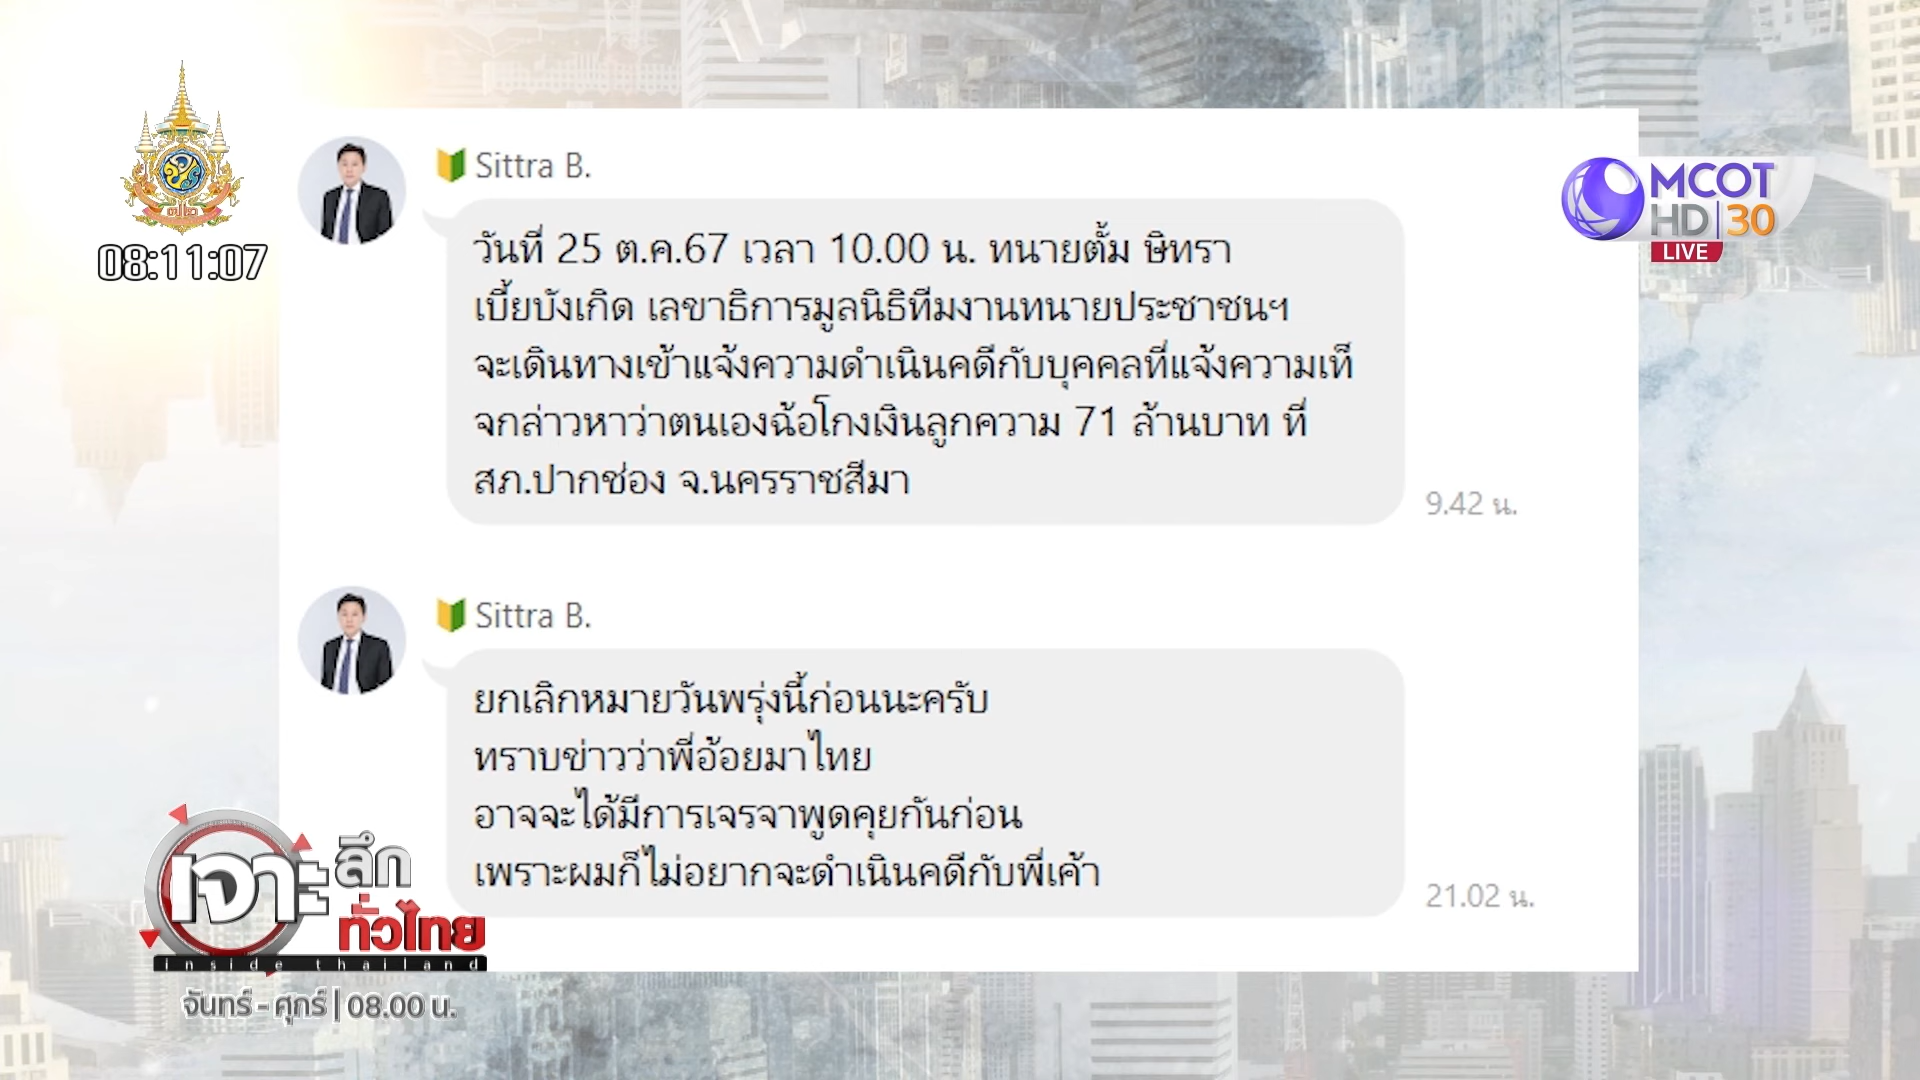 ๗๒
08:11:07
MCOT
HD|30
LIVE
Sittra B.
วันที่ 25 ต.ค.67 เวลา 10.00 น. ทนายตั้ม ษิทรา
เบี้ยบังเกิด เลขาธิการมูลนิธิทีมงานทนายประชาชนฯ
จะเดินทางเข้าแจ้งความดำเนินคดีกับบุคคลที่แจ้งความเท็
จกล่าวหาว่าตนเองฉ้อโกงเงินลูกความ 71 ล้านบาท ที่
สภ.ปากช่อง จ.นครราชสีมา
9.42 น.
Sittra B.
ยกเลิกหมายวันพรุ่งนี้ก่อนนะครับ
ทราบข่าวว่าพี่อ้อยมาไทย
อาจจะได้มีการเจรจาพูดคุยกันก่อน
เพราะผมก็ไม่อยากจะดำเนินคดีกับพี่เค้า
21.02 น.
เจาะลึก
ทั่วไทย
inside thailand
จันทร์ - ศุกร์ | 08.00 น.